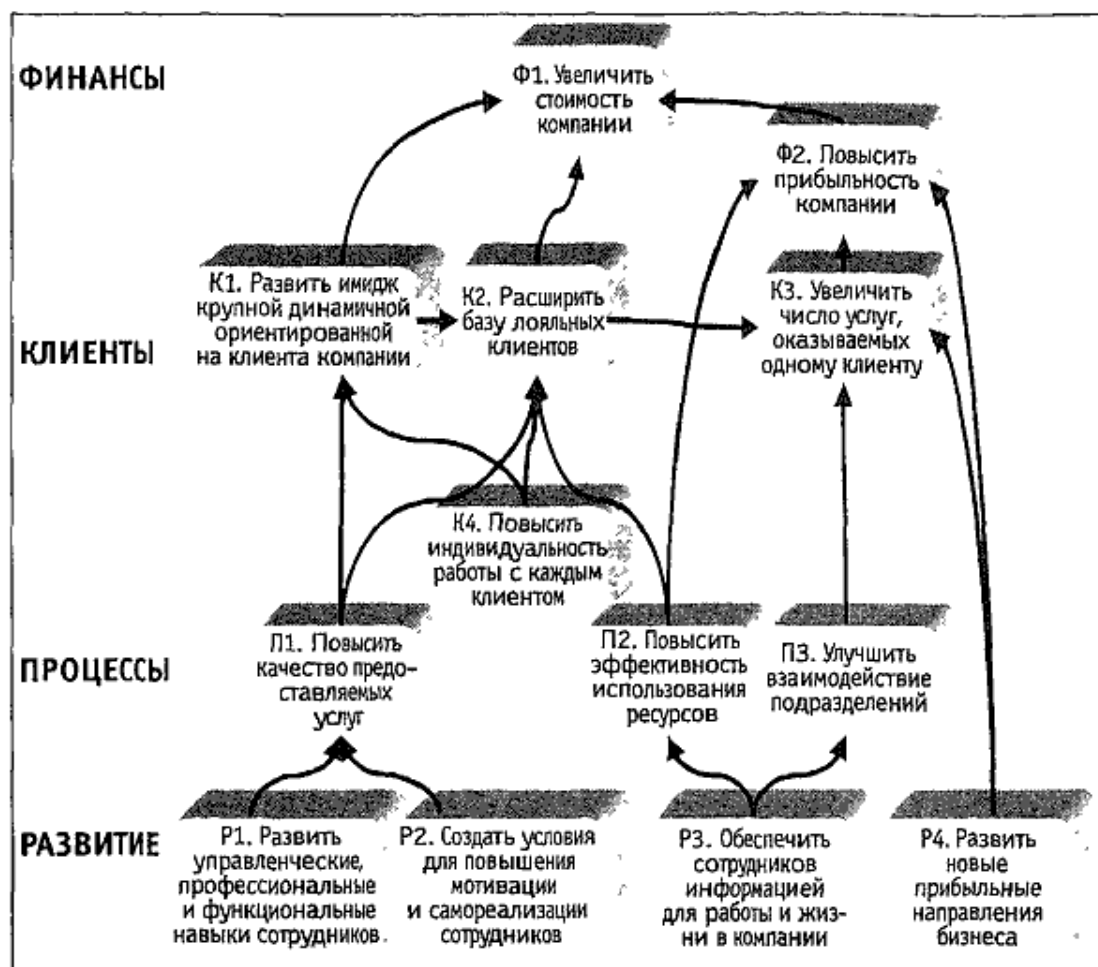 ФИНАНСЫ
Ф1. Увеличить
стоимость
компании
Ф2. Повысить
прибыльность
компании
КЛИЕНТЫ
К1. Развить имидж
крупной динамичной
ориентированной
на клиента компании
К2. Расширить
базу лояльных
клиентов
К3. Увеличить
число услуг,
оказываемых
одному клиенту
К4. Повысить
индивидуальность
работы с каждым
клиентом
ПРОЦЕССЫ
П1. Повысить
качество предо-
ставляемых
услуг
П2. Повысить
эффективность
использования
ресурсов
П3. Улучшить
взаимодействие
подразделений
РАЗВИТИЕ
Р1. Развить
управленческие,
профессиональные
и функциональные
навыки сотрудников
Р2. Создать условия
для повышения
мотивации
и самореализации
сотрудников
Р3. Обеспечить
сотрудников
информацией
для работы и жиз-
ни в компании
Р4. Развить
новые
прибыльные
направления
бизнеса